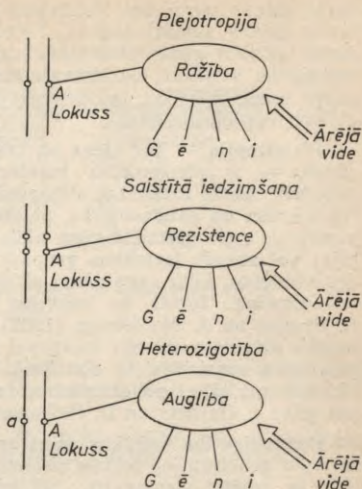 Plejotropija
Ražība
A
Lokuss
G ē n i
Ārējā
vide
Saistītā iedzimšana
Rezistence
A
Lokuss
G ē n i
Ārējā
vide
Heterozigotība
Auglība
a A
Lokuss
G ē n i
Ārējā
vide